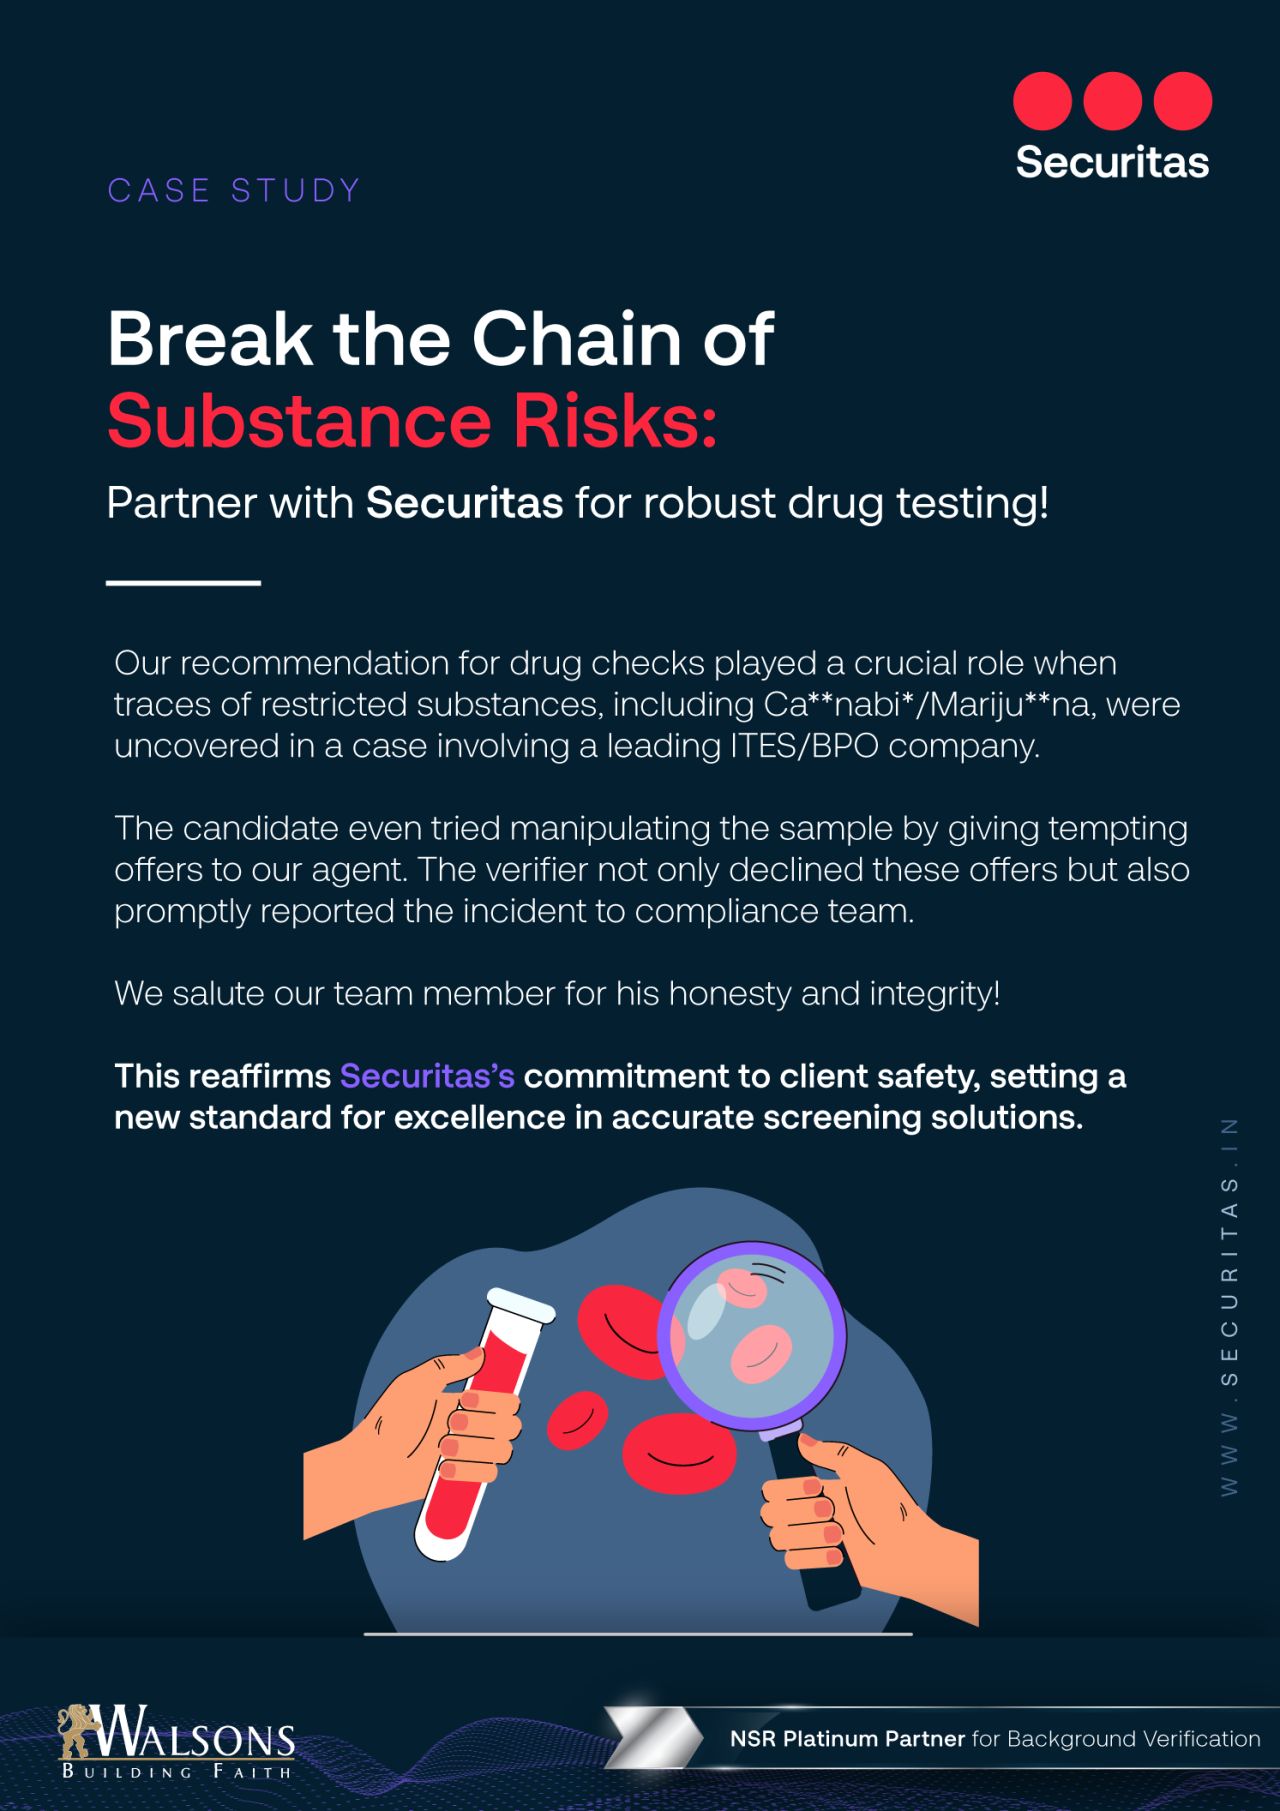 Securitas
CASE STUDY
Break the Chain of
Substance Risks:
Partner with Securitas for robust drug testing!
Our recommendation for drug checks played a crucial role when
traces of restricted substances, including Ca**nabi*/Mariju**na, were
uncovered in a case involving a leading ITES/BPO company.
The candidate even tried manipulating the sample by giving tempting
offers to our agent. The verifier not only declined these offers but also
promptly reported the incident to compliance team.
We salute our team member for his honesty and integrity!
This reaffirms Securitas’s commitment to client safety, setting a
new standard for excellence in accurate screening solutions.
WWW.SECURITAS.IN
WALSONS
BUILDING FAITH
NSR Platinum Partner for Background Verification